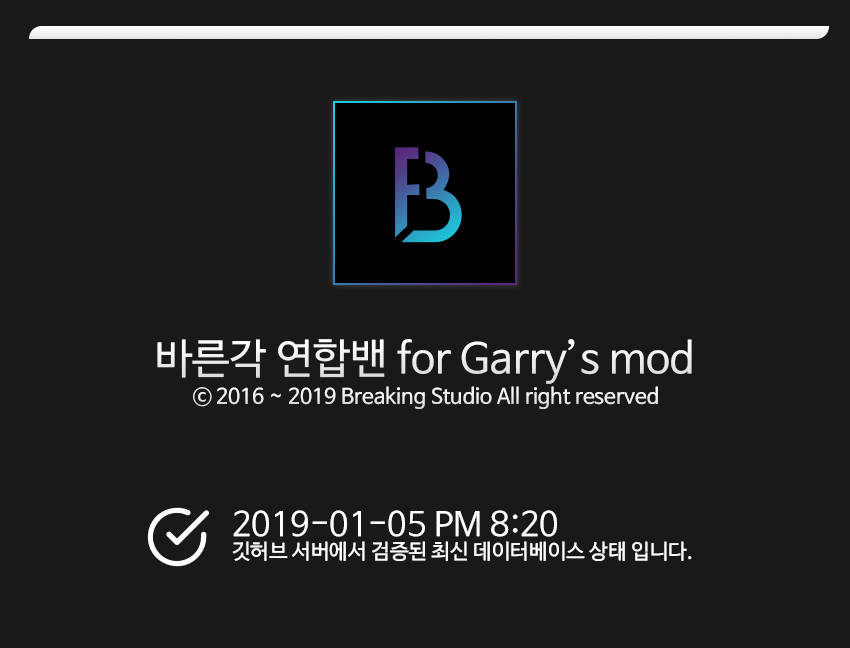 B
바른각 연합밴 for Garry's mod
ⓒ 2016 ~ 2019 Breaking Studio All right reserved
2019-01-05 PM 8:20
깃허브 서버에서 검증된 최신 데이터베이스 상태 입니다.